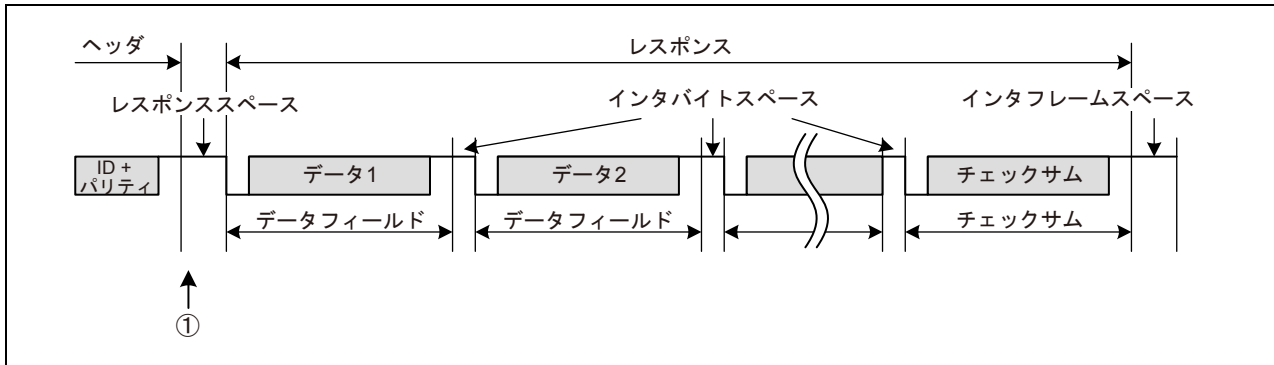 ヘッダ
レスポンス
レスポンススペース
インタバイトスペース
インタフレームスペース
ID +
パリティ
データ1
データ2
チェックサム
データフィールド
データフィールド
チェックサム
①